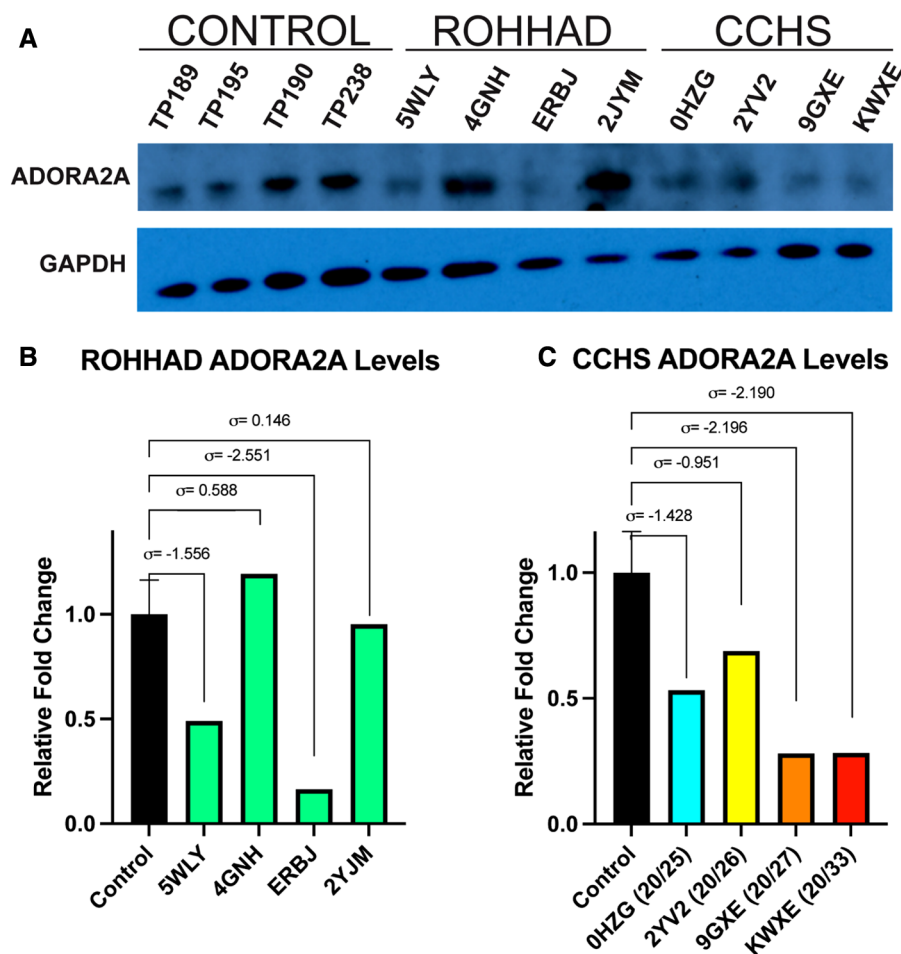 A
CONTROL ROHHAD CCHS
TP189 TP195 TP190 TP238 5WLY 4GNH ERBJ 2JYM 0HZG 2YV2 9GXE KWXE
ADORA2A
GAPDH
B ROHHAD ADORA2A Levels
σ= 0.146
σ= -2.551
σ= 0.588
σ= -1.556
Relative Fold Change
1.0
0.5
0.0
Control 5WLY 4GNH ERBJ 2YJM
C CCHS ADORA2A Levels
σ= -2.190
σ= -2.196
σ= -0.951
σ= -1.428
Relative Fold Change
1.0
0.5
0.0
Control 0HZG (20/25) 2YV2 (20/26) 9GXE (20/27) KWXE (20/33)